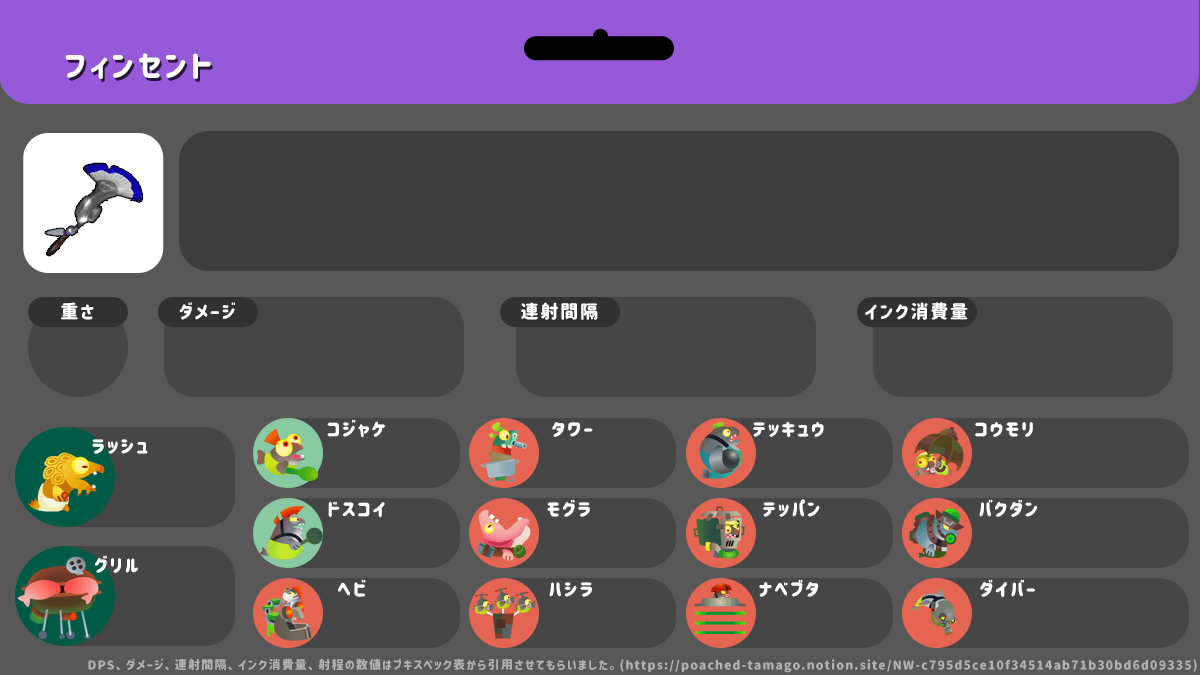 フィンセント
重さ ダメージ 連射間隔 インク消費量
ラッシュ
コジャケ タワー テッキュウ コウモリ
ドスコイ モグラ テッパン バクダン
グリル
ヘビ ハシラ ナベブタ ダイバー
DPS、ダメージ、連射間隔、インク消費量、射程の数値はブキスペック表から引用させてもらいました。(https://poached-tamago.notion.site/NW-c795d5ce10f34514ab71b30bd6d09335)